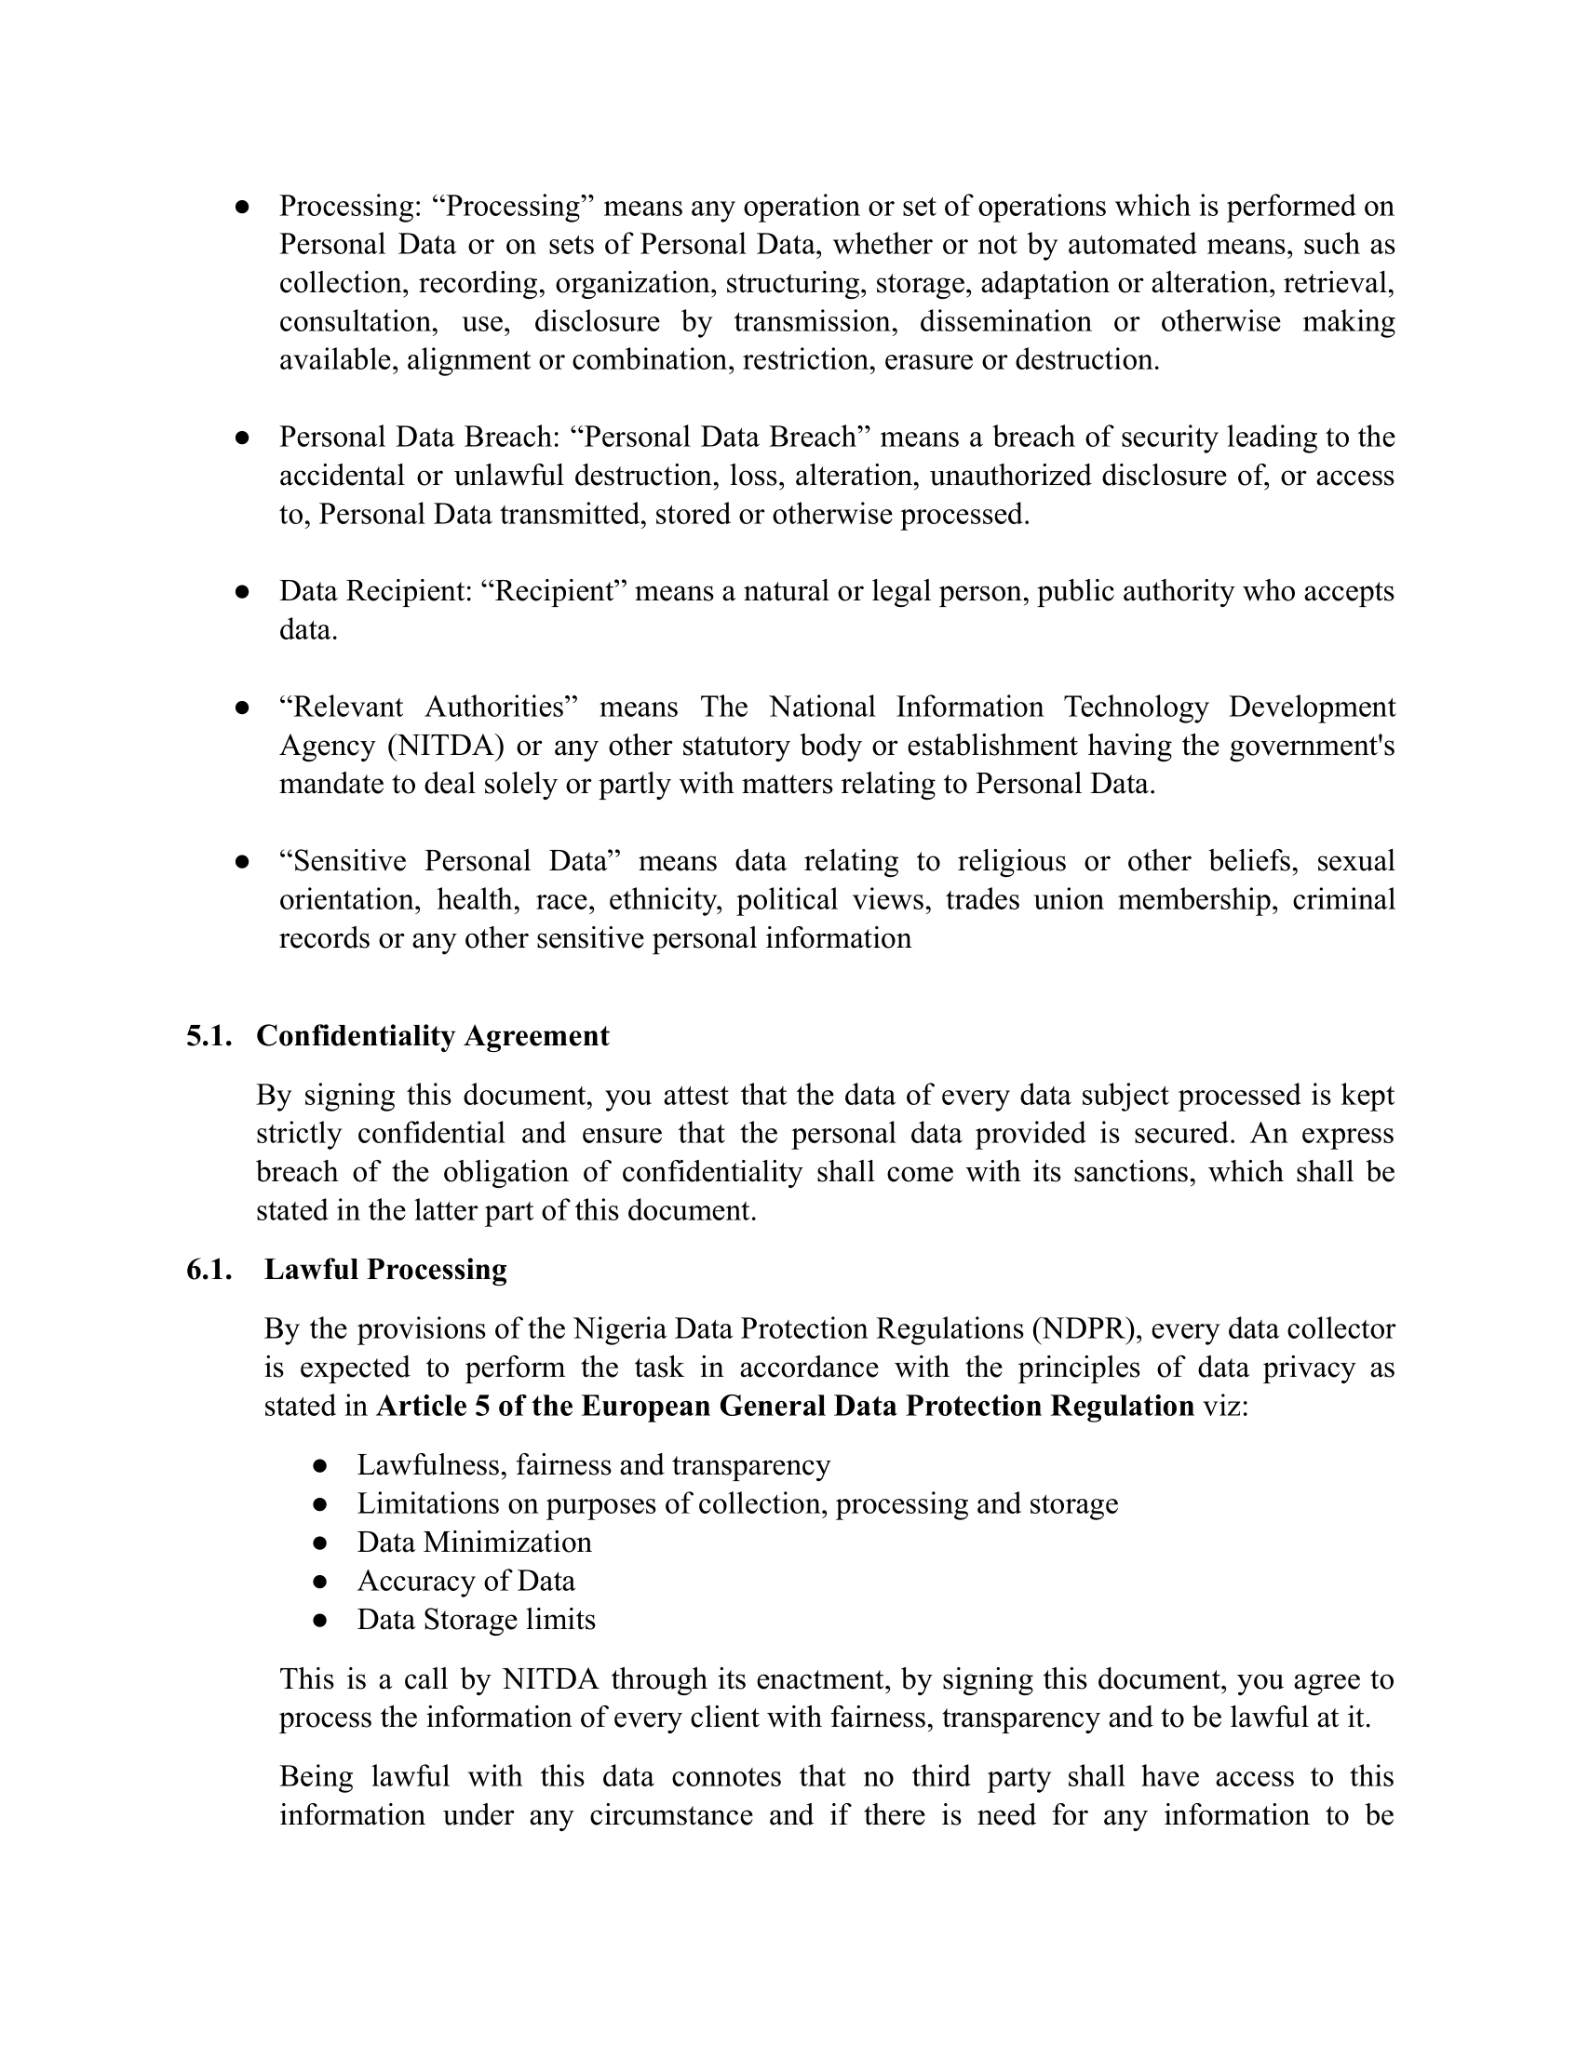 ● Processing: “Processing” means any operation or set of operations which is performed on
Personal Data or on sets of Personal Data, whether or not by automated means, such as
collection, recording, organization, structuring, storage, adaptation or alteration, retrieval,
consultation, use, disclosure by transmission, dissemination or otherwise making
available, alignment or combination, restriction, erasure or destruction.
● Personal Data Breach: “Personal Data Breach” means a breach of security leading to the
accidental or unlawful destruction, loss, alteration, unauthorized disclosure of, or access
to, Personal Data transmitted, stored or otherwise processed.
● Data Recipient: “Recipient” means a natural or legal person, public authority who accepts
data.
● “Relevant Authorities” means The National Information Technology Development
Agency (NITDA) or any other statutory body or establishment having the government's
mandate to deal solely or partly with matters relating to Personal Data.
● “Sensitive Personal Data” means data relating to religious or other beliefs, sexual
orientation, health, race, ethnicity, political views, trades union membership, criminal
records or any other sensitive personal information
5.1. Confidentiality Agreement
By signing this document, you attest that the data of every data subject processed is kept
strictly confidential and ensure that the personal data provided is secured. An express
breach of the obligation of confidentiality shall come with its sanctions, which shall be
stated in the latter part of this document.
6.1. Lawful Processing
By the provisions of the Nigeria Data Protection Regulations (NDPR), every data collector
is expected to perform the task in accordance with the principles of data privacy as
stated in Article 5 of the European General Data Protection Regulation viz:
● Lawfulness, fairness and transparency
● Limitations on purposes of collection, processing and storage
● Data Minimization
● Accuracy of Data
● Data Storage limits
This is a call by NITDA through its enactment, by signing this document, you agree to
process the information of every client with fairness, transparency and to be lawful at it.
Being lawful with this data connotes that no third party shall have access to this
information under any circumstance and if there is need for any information to be